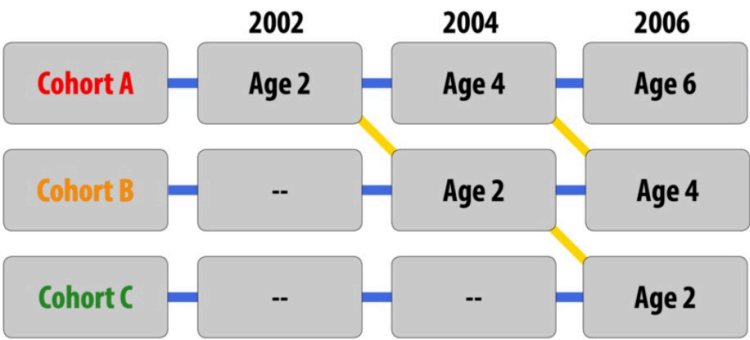 2002 2004 2006
Cohort A Age 2 Age 4 Age 6
Cohort B -- Age 2 Age 4
Cohort C -- -- Age 2